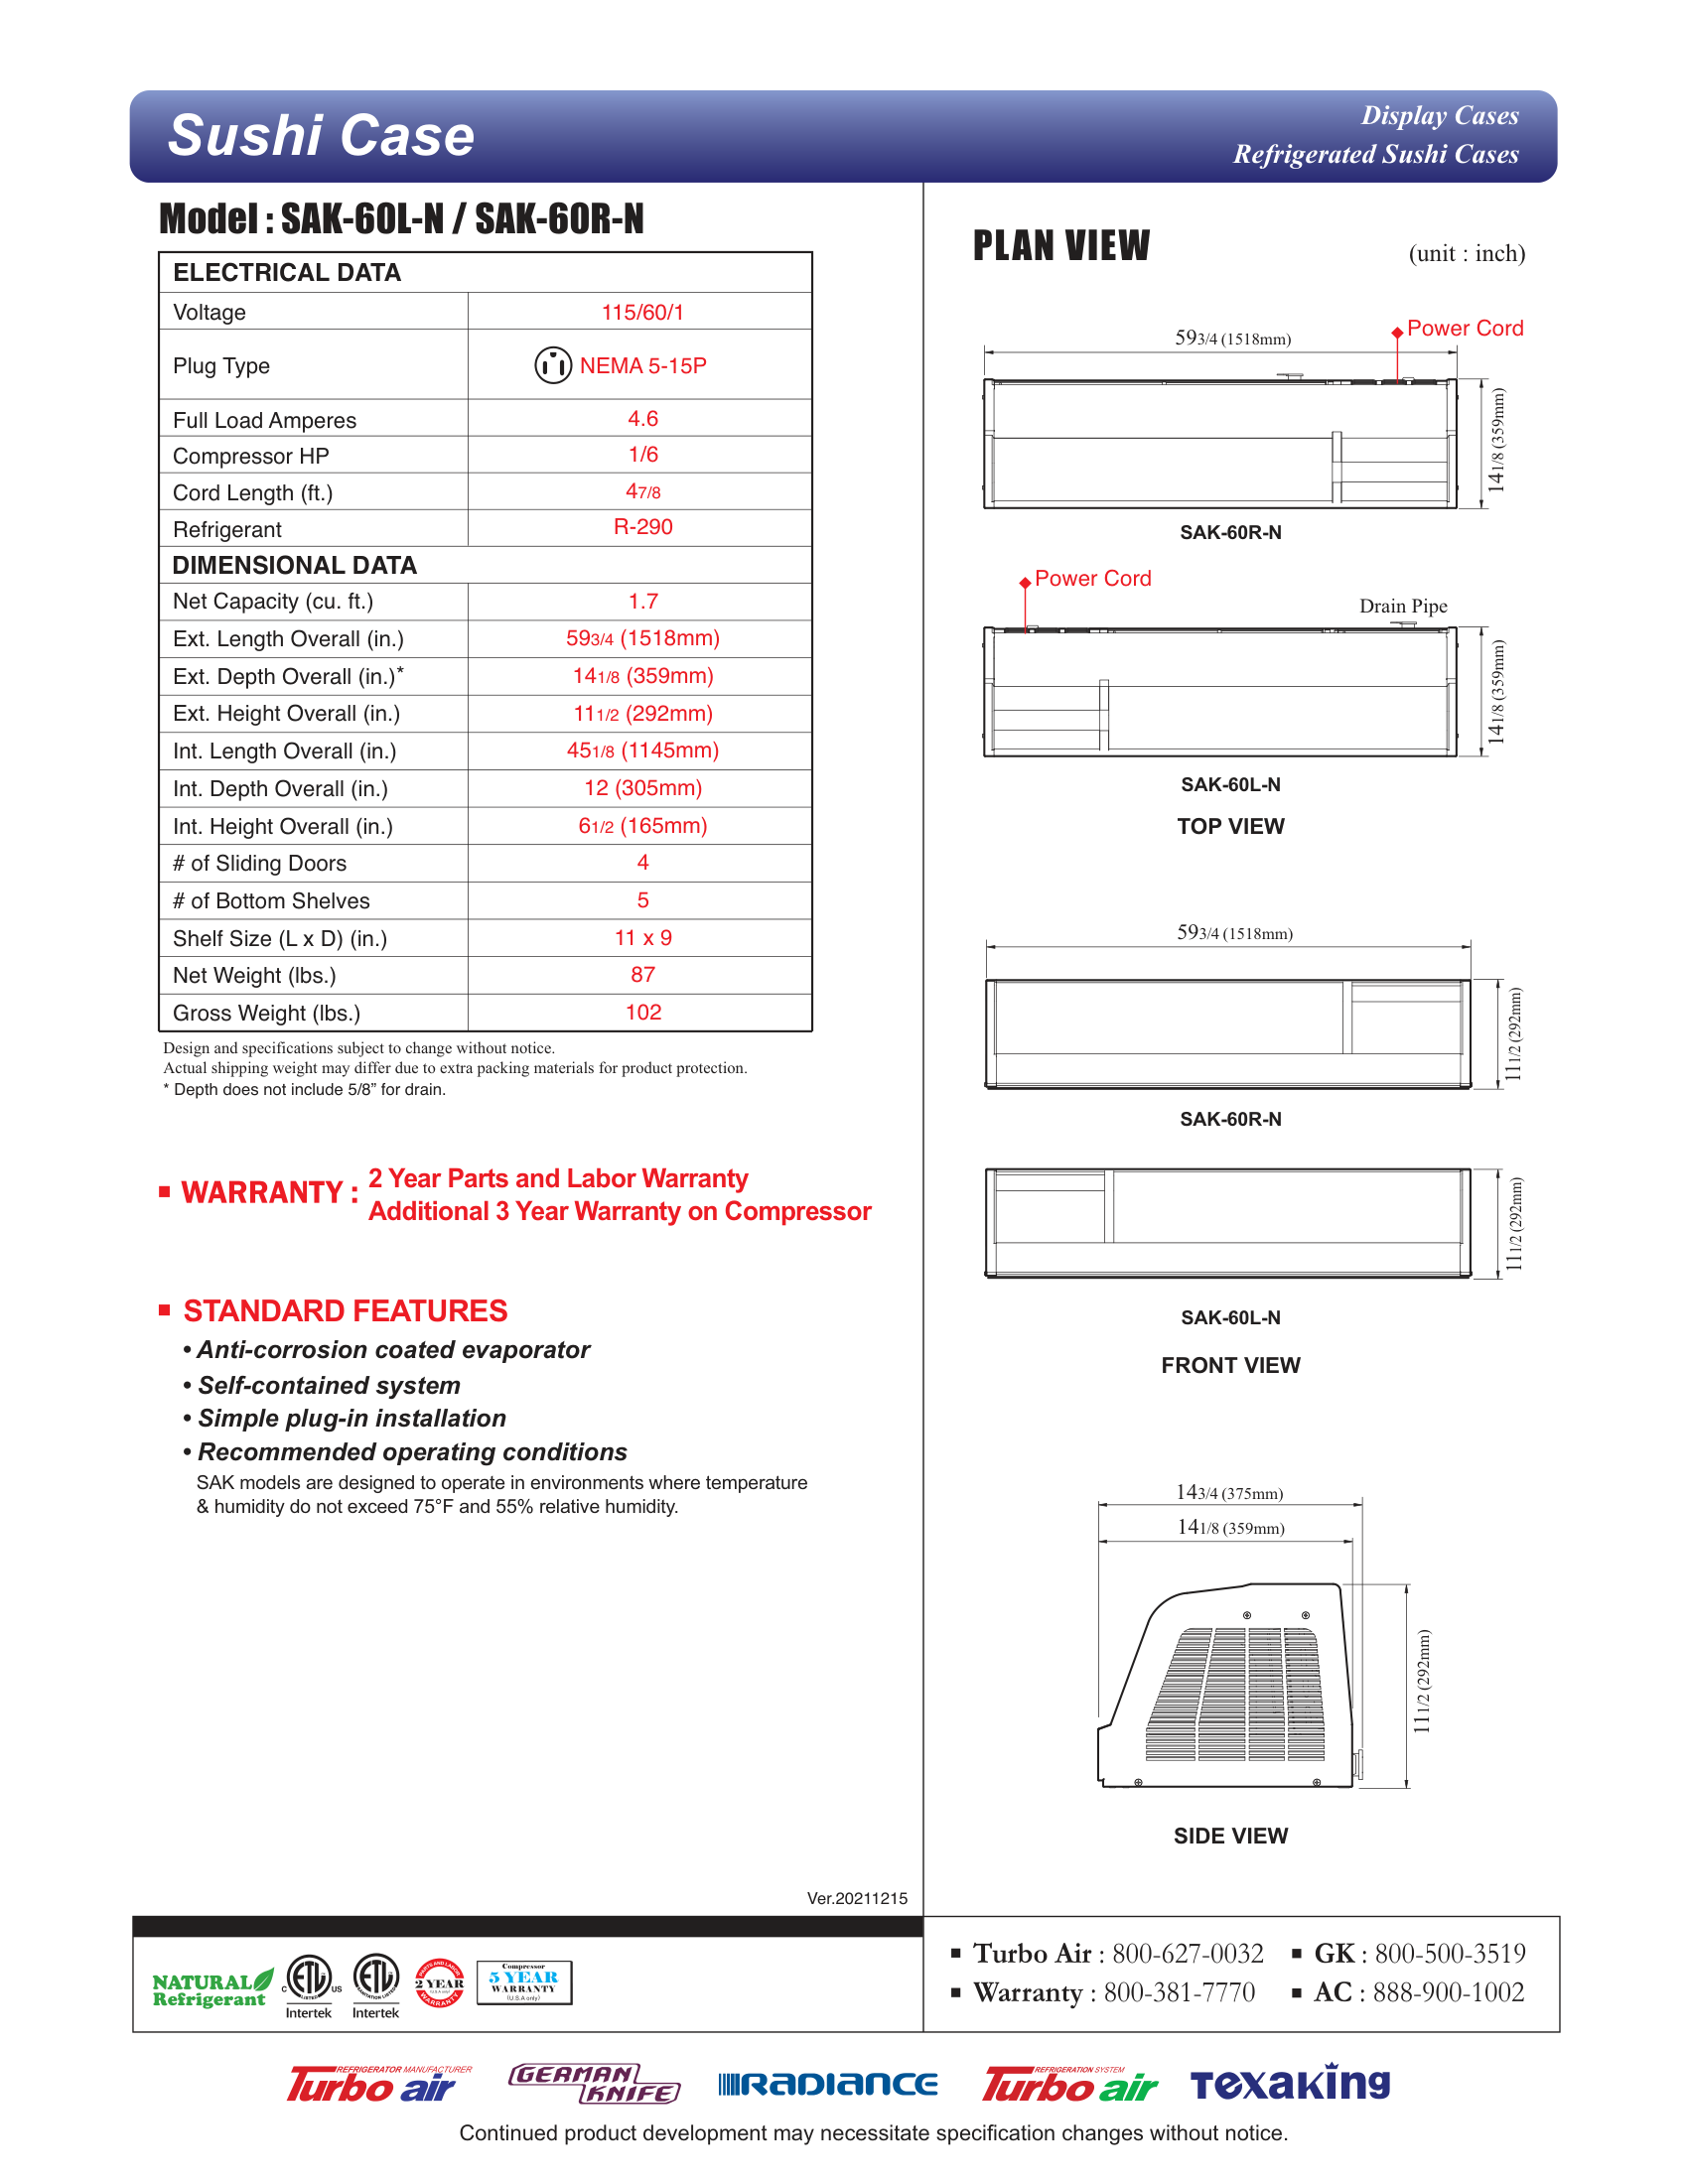 Sushi Case
Display Cases
Refrigerated Sushi Cases
Model : SAK-60L-N / SAK-60R-N
ELECTRICAL DATA
Voltage 115/60/1
Plug Type NEMA 5-15P
Full Load Amperes 4.6
Compressor HP 1/6
Cord Length (ft.) 47/8
Refrigerant R-290
DIMENSIONAL DATA
Net Capacity (cu. ft.) 1.7
Ext. Length Overall (in.) 593/4 (1518mm)
Ext. Depth Overall (in.)* 141/8 (359mm)
Ext. Height Overall (in.) 111/2 (292mm)
Int. Length Overall (in.) 451/8 (1145mm)
Int. Depth Overall (in.) 12 (305mm)
Int. Height Overall (in.) 61/2 (165mm)
# of Sliding Doors 4
# of Bottom Shelves 5
Shelf Size (L x D) (in.) 11 x 9
Net Weight (lbs.) 87
Gross Weight (lbs.) 102
Design and specifications subject to change without notice.
Actual shipping weight may differ due to extra packing materials for product protection.
* Depth does not include 5/8” for drain.
■ WARRANTY : 2 Year Parts and Labor Warranty
Additional 3 Year Warranty on Compressor
■ STANDARD FEATURES
• Anti-corrosion coated evaporator
• Self-contained system
• Simple plug-in installation
• Recommended operating conditions
SAK models are designed to operate in environments where temperature
& humidity do not exceed 75°F and 55% relative humidity.
Ver.20211215
PLAN VIEW
(unit : inch)
593/4 (1518mm)
Power Cord
141/8 (359mm)
SAK-60R-N
Power Cord
Drain Pipe
141/8 (359mm)
SAK-60L-N
TOP VIEW
593/4 (1518mm)
111/2 (292mm)
SAK-60R-N
111/2 (292mm)
SAK-60L-N
FRONT VIEW
143/4 (375mm)
141/8 (359mm)
111/2 (292mm)
SIDE VIEW
NATURAL
Refrigerant
C ETL US
LISTED
Intertek
ETL
SANITATION LISTED
Intertek
PARTS AND LABOR
2 YEAR
WARRANTY
Compressor
5 YEAR
WARRANTY
(U.S.A only)
■ Turbo Air : 800-627-0032 ■ GK : 800-500-3519
■ Warranty : 800-381-7770 ■ AC : 888-900-1002
REFRIGERATOR MANUFACTURER
Turbo air
GERMAN
KNIFE
RADIANCE
REFRIGERATION SYSTEM
Turbo air
Texaking
Continued product development may necessitate specification changes without notice.